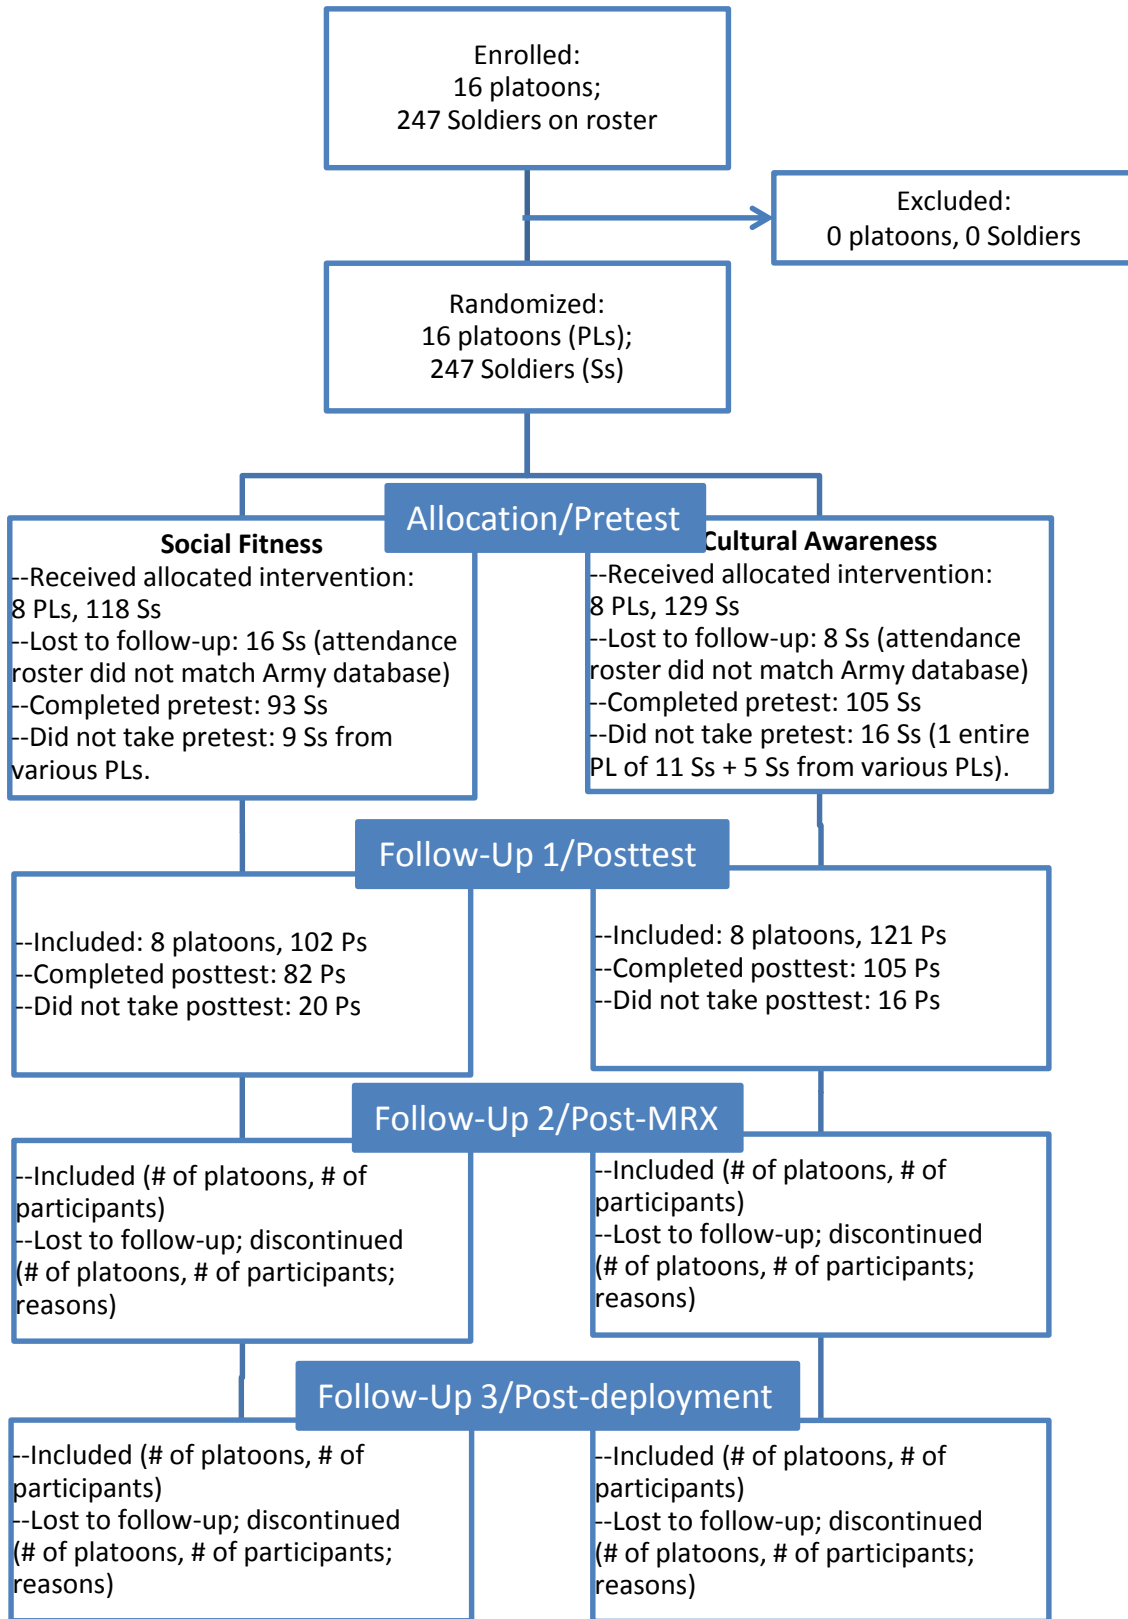 Enrolled:
16 platoons;
247 Soldiers on roster
Excluded:
0 platoons, 0 Soldiers
Randomized:
16 platoons (PLs);
247 Soldiers (Ss)
Allocation/Pretest
Social Fitness
--Received allocated intervention:
8 PLs, 118 Ss
--Lost to follow-up: 16 Ss (attendance
roster did not match Army database)
--Completed pretest: 93 Ss
--Did not take pretest: 9 Ss from
various PLs.
Cultural Awareness
--Received allocated intervention:
8 PLs, 129 Ss
--Lost to follow-up: 8 Ss (attendance
roster did not match Army database)
--Completed pretest: 105 Ss
--Did not take pretest: 16 Ss (1 entire
PL of 11 Ss + 5 Ss from various PLs).
Follow-Up 1/Posttest
--Included: 8 platoons, 102 Ps
--Completed posttest: 82 Ps
--Did not take posttest: 20 Ps
--Included: 8 platoons, 121 Ps
--Completed posttest: 105 Ps
--Did not take posttest: 16 Ps
Follow-Up 2/Post-MRX
--Included (# of platoons, # of
participants)
--Lost to follow-up; discontinued
(# of platoons, # of participants;
reasons)
--Included (# of platoons, # of
participants)
--Lost to follow-up; discontinued
(# of platoons, # of participants;
reasons)
Follow-Up 3/Post-deployment
--Included (# of platoons, # of
participants)
--Lost to follow-up; discontinued
(# of platoons, # of participants;
reasons)
--Included (# of platoons, # of
participants)
--Lost to follow-up; discontinued
(# of platoons, # of participants;
reasons)